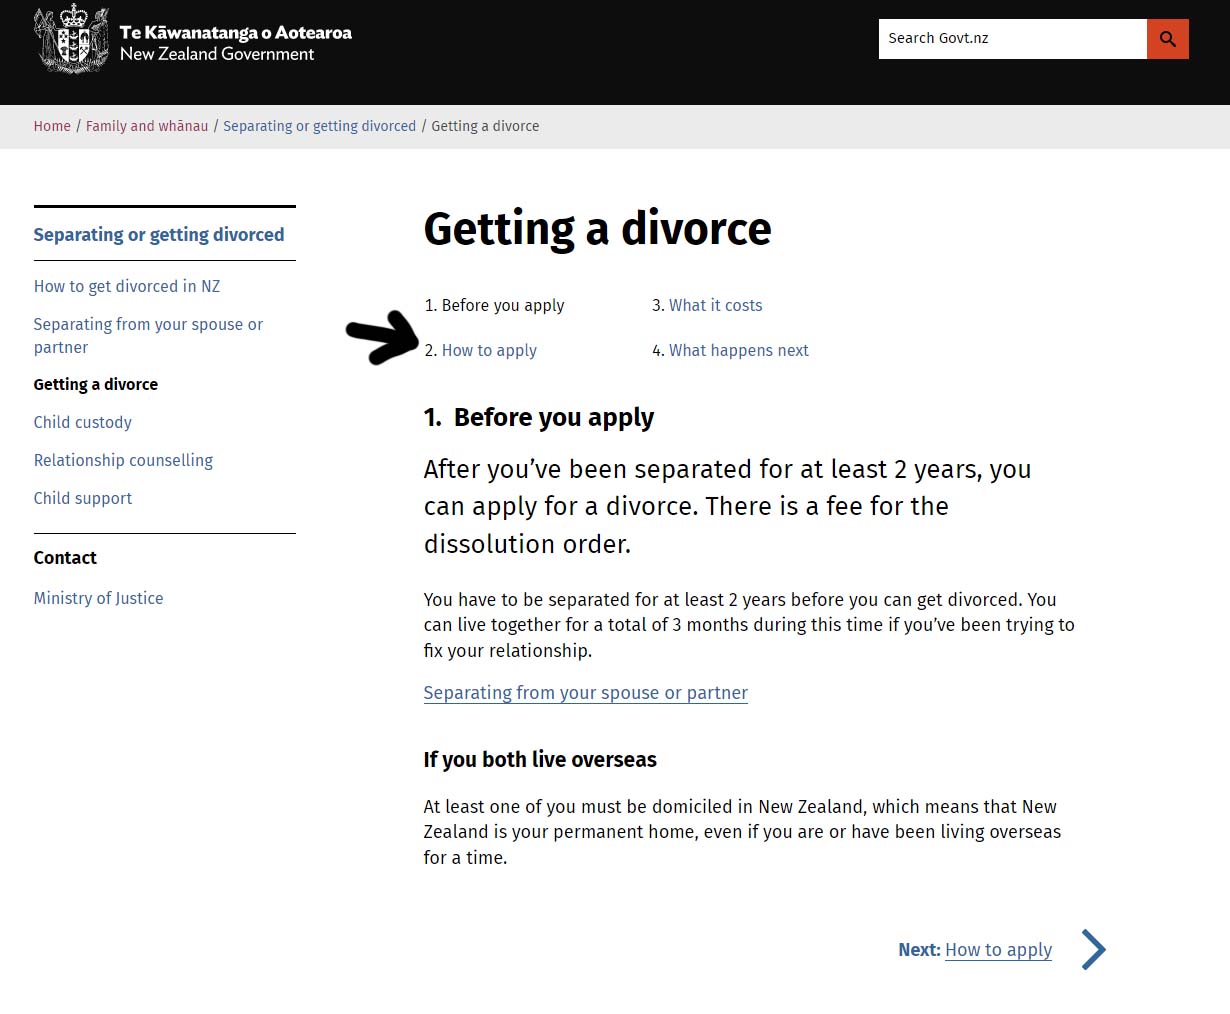 Te Kāwanatanga o Aotearoa
New Zealand Government
Search Govt.nz
Home / Family and whānau / Separating or getting divorced / Getting a divorce
Separating or getting divorced
How to get divorced in NZ
Separating from your spouse or
partner
Getting a divorce
Child custody
Relationship counselling
Child support
Contact
Ministry of Justice
Getting a divorce
1. Before you apply
2. How to apply
3. What it costs
4. What happens next
1. Before you apply
After you’ve been separated for at least 2 years, you
can apply for a divorce. There is a fee for the
dissolution order.
You have to be separated for at least 2 years before you can get divorced. You
can live together for a total of 3 months during this time if you’ve been trying to
fix your relationship.
Separating from your spouse or partner
If you both live overseas
At least one of you must be domiciled in New Zealand, which means that New
Zealand is your permanent home, even if you are or have been living overseas
for a time.
Next: How to apply